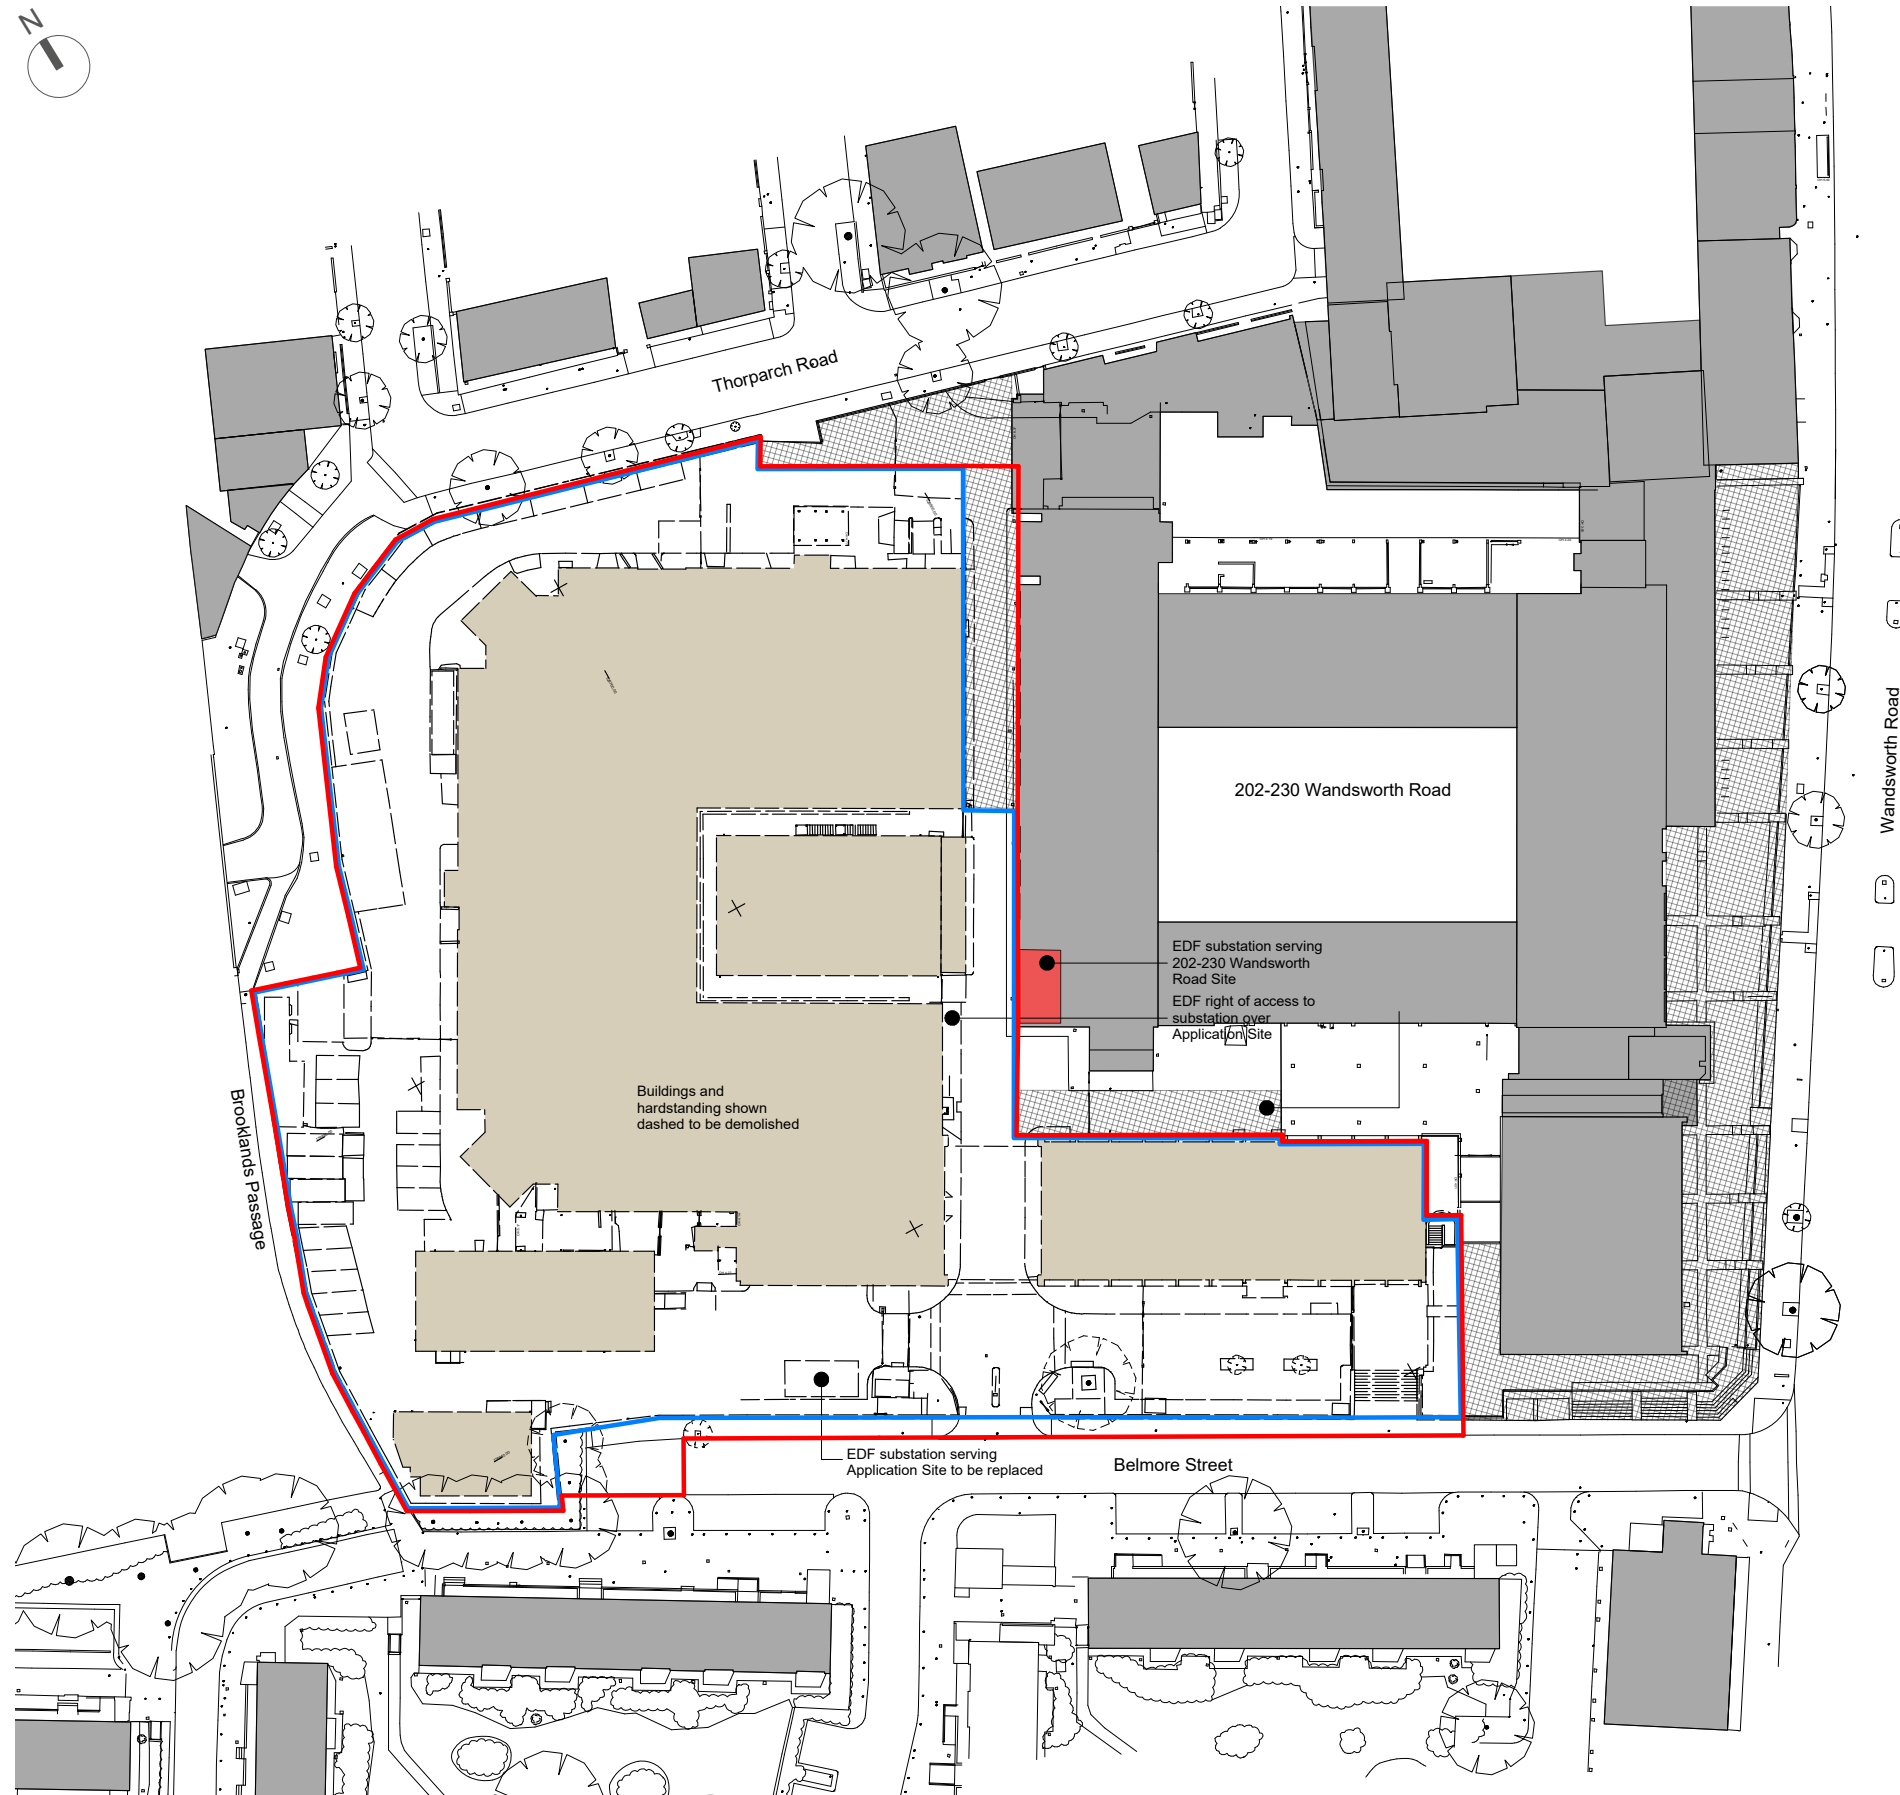 N
Thorparch Road
Wandsworth Road
202-230 Wandsworth Road
EDF substation serving
202-230 Wandsworth
Road Site
EDF right of access to
substation over
Application Site
Buildings and
hardstanding shown
dashed to be demolished
Brooklands Passage
EDF substation serving
Application Site to be replaced
Belmore Street